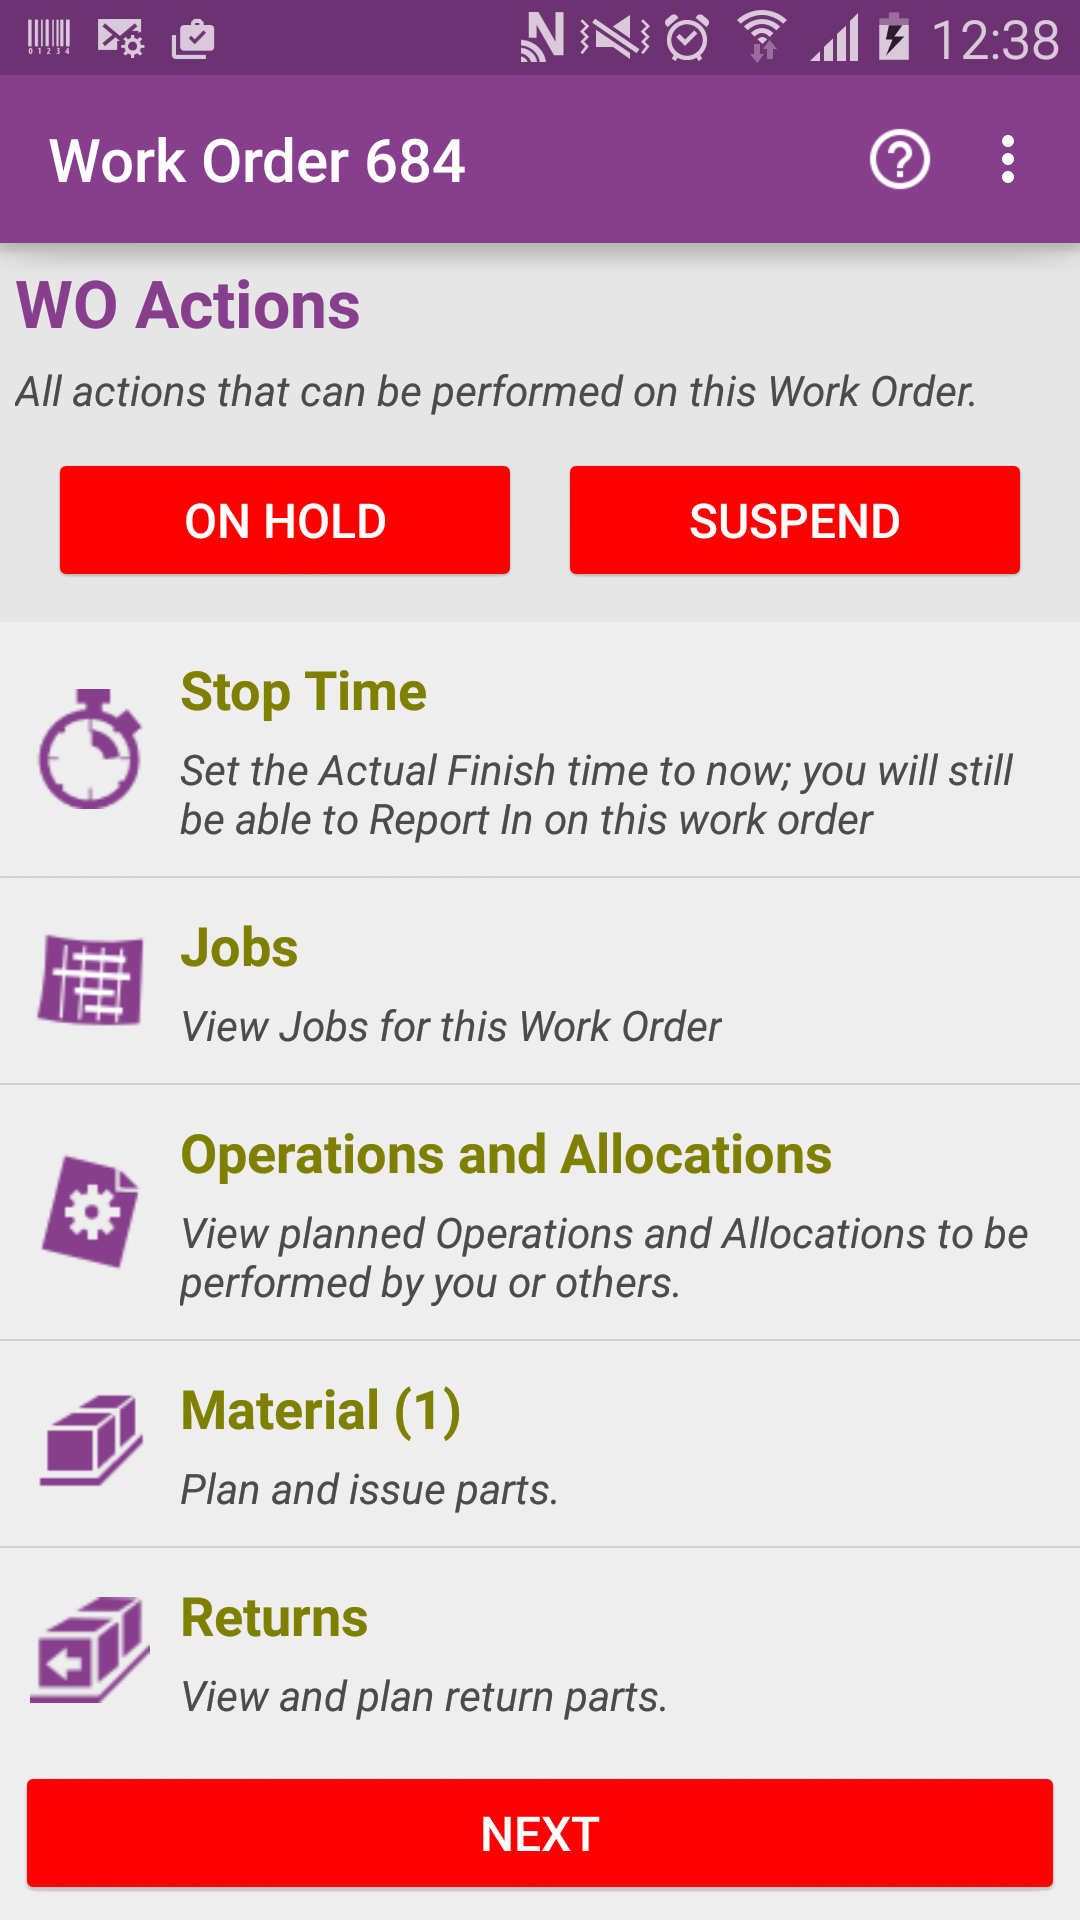 12:38
Work Order 684
WO Actions
All actions that can be performed on this Work Order.
ON HOLD
SUSPEND
Stop Time
Set the Actual Finish time to now; you will still
be able to Report In on this work order
Jobs
View Jobs for this Work Order
Operations and Allocations
View planned Operations and Allocations to be
performed by you or others.
Material (1)
Plan and issue parts.
Returns
View and plan return parts.
NEXT